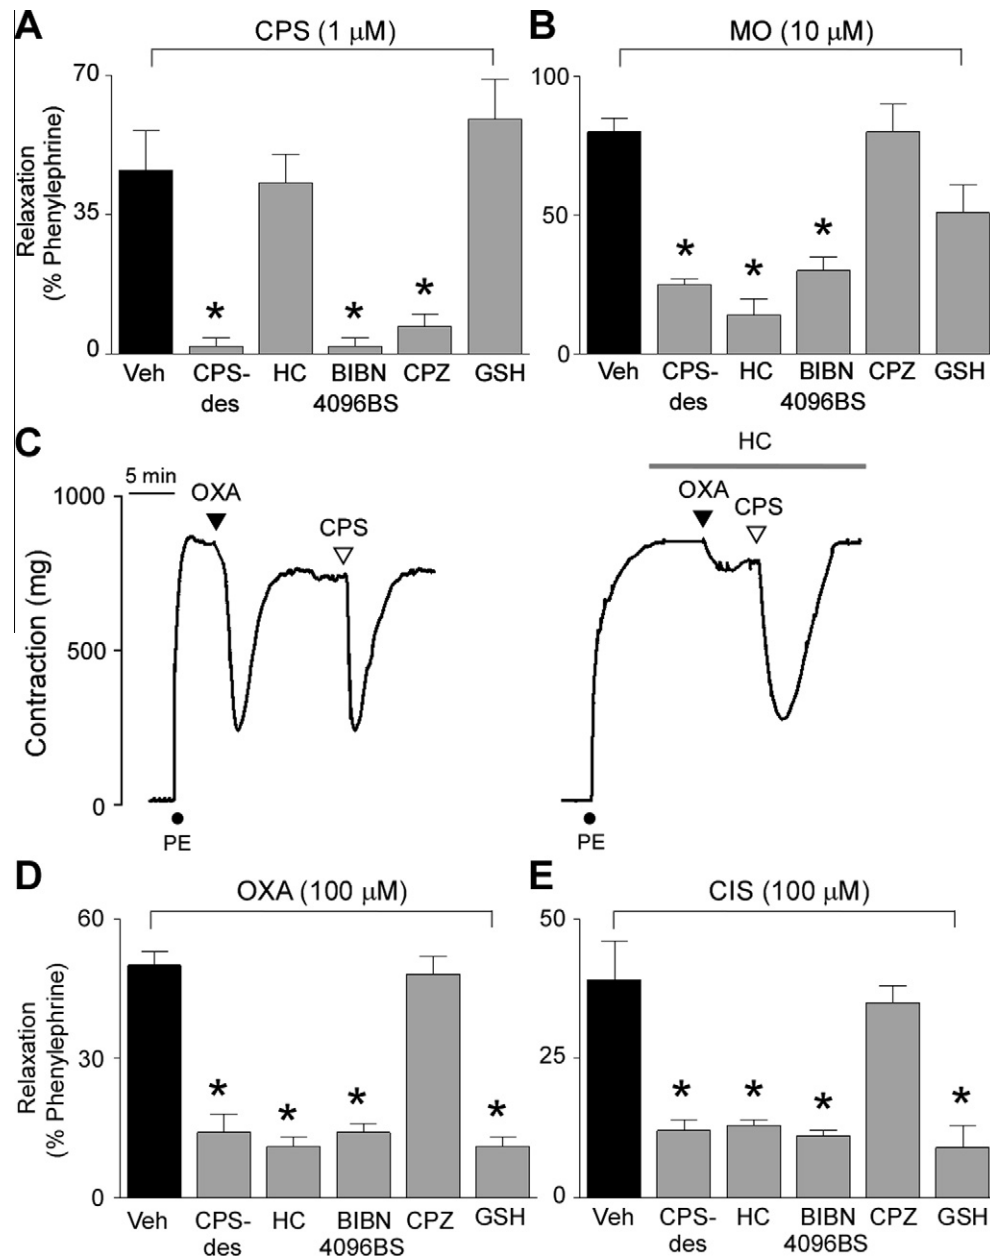 A
CPS (1 μM)
70
35
0
Relaxation
(% Phenylephrine)
*
*
*
Veh
CPS-
des
HC
BIBN
4096BS
CPZ
GSH
B
MO (10 μM)
100
50
0
*
*
*
Veh
CPS-
des
HC
BIBN
4096BS
CPZ
GSH
C
5 min
1000
500
0
Contraction (mg)
OXA
CPS
PE
HC
OXA
CPS
PE
D
OXA (100 μM)
60
30
0
Relaxation
(% Phenylephrine)
*
*
*
*
Veh
CPS-
des
HC
BIBN
4096BS
CPZ
GSH
E
CIS (100 μM)
50
25
0
*
*
*
*
Veh
CPS-
des
HC
BIBN
4096BS
CPZ
GSH